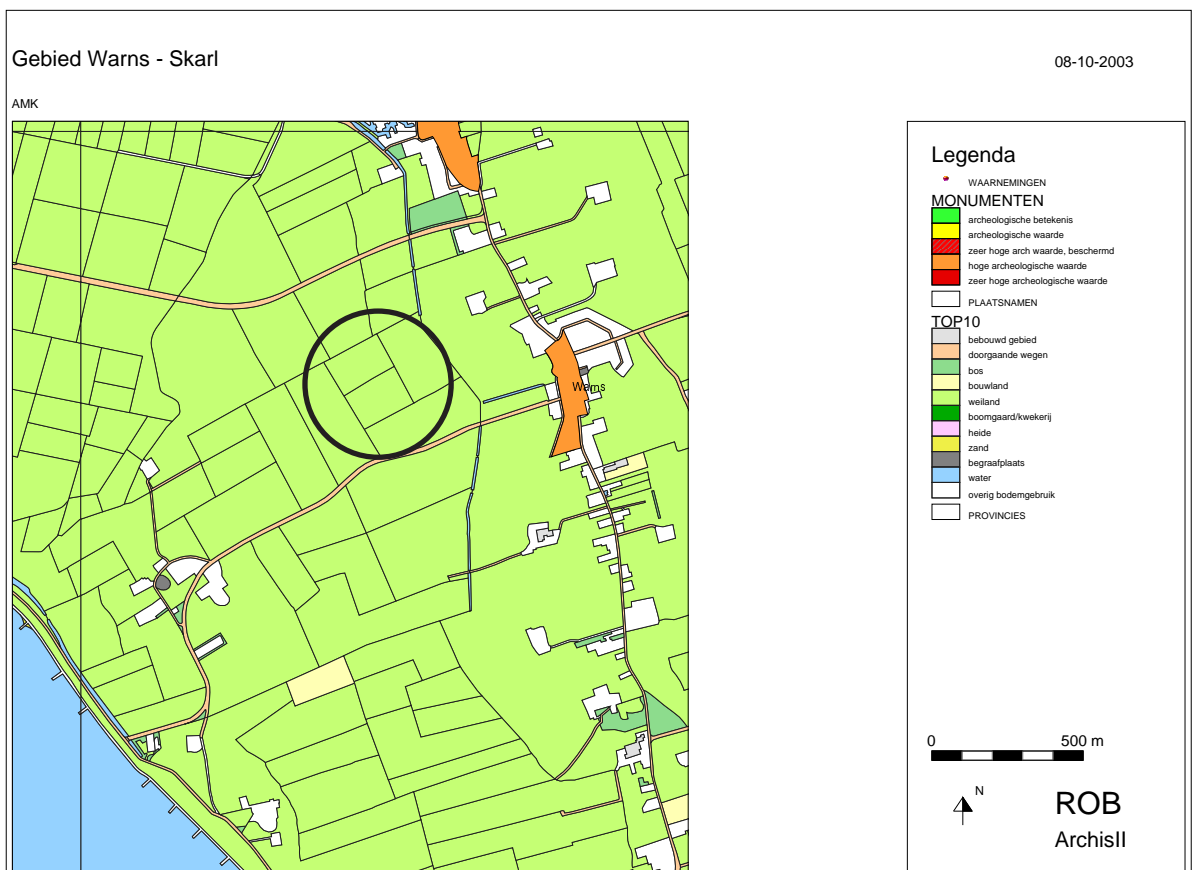 Gebied Warns - Skarl
08-10-2003
AMK
Warns
Legenda
WAARNEMINGEN
MONUMENTEN
archeologische betekenis
archeologische waarde
zeer hoge arch waarde, beschermd
hoge archeologische waarde
zeer hoge archeologische waarde
PLAATSNAMEN
TOP10
bebouwd gebied
doorgaande wegen
bos
bouwland
weiland
boomgaard/kwekerij
heide
zand
begraafplaats
water
overig bodemgebruik
PROVINCIES
0 500 m
N
ROB
ArchisII